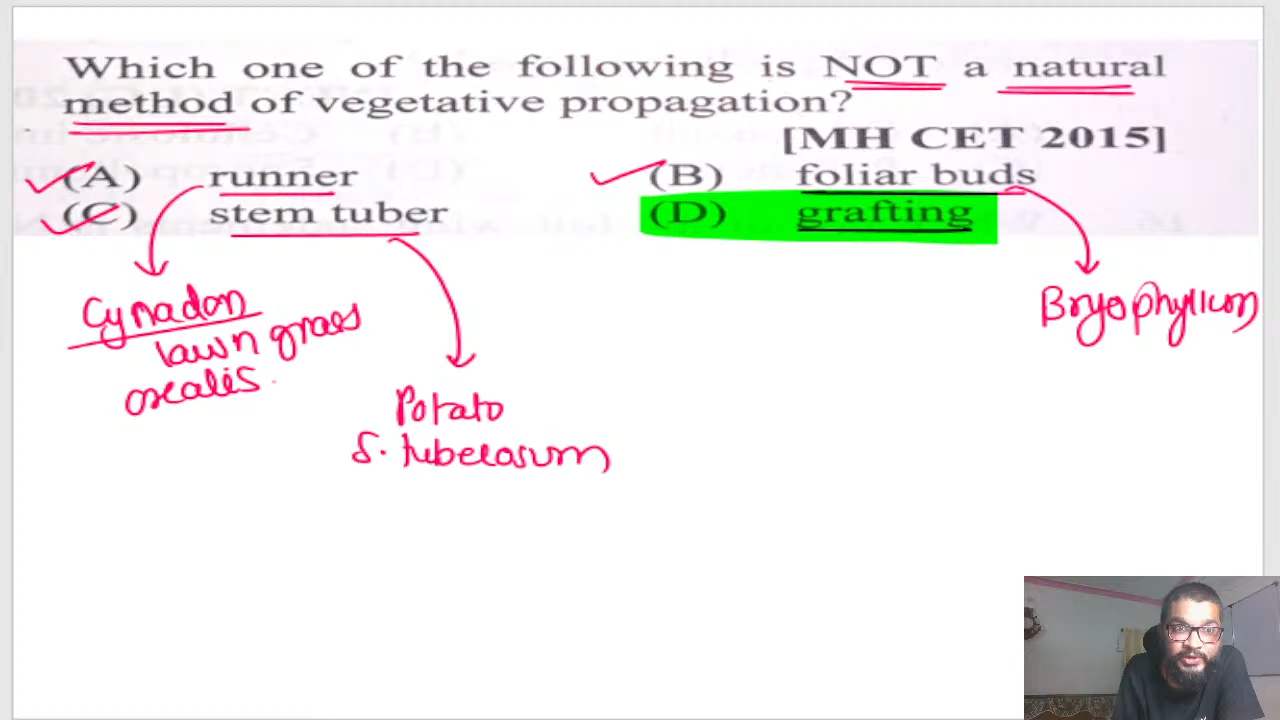 Which one of the following is NOT a natural
method of vegetative propagation?
[MH CET 2015]
(A) runner (B) foliar buds
(C) stem tuber (D) grafting
Cynadon
lawn grass
oxalis.
Potato
S. tuberosum
Bryophyllum